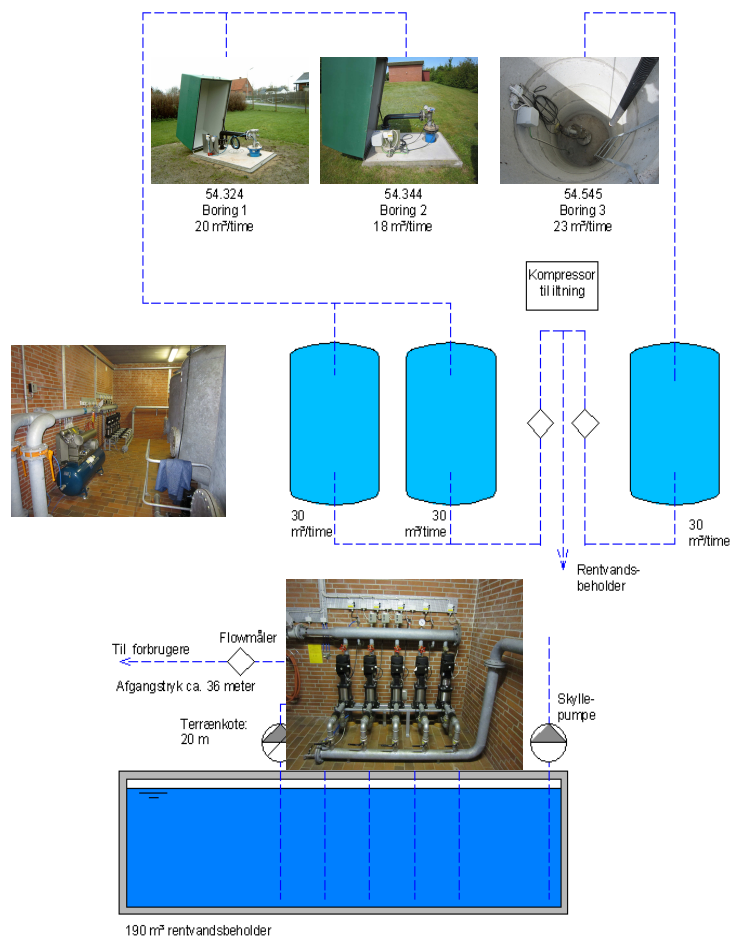 54.324
Boring 1
20 m³/time
54.344
Boring 2
18 m³/time
54.545
Boring 3
23 m³/time
Kompressor
til iltning
30
m³/time
30
m³/time
30
m³/time
Rentvands-
beholder
Flowmåler
Til forbrugere
Afgangstryk ca. 36 meter
Terrænkote:
20 m
Skylle-
pumpe
190 m³ rentvandsbeholder